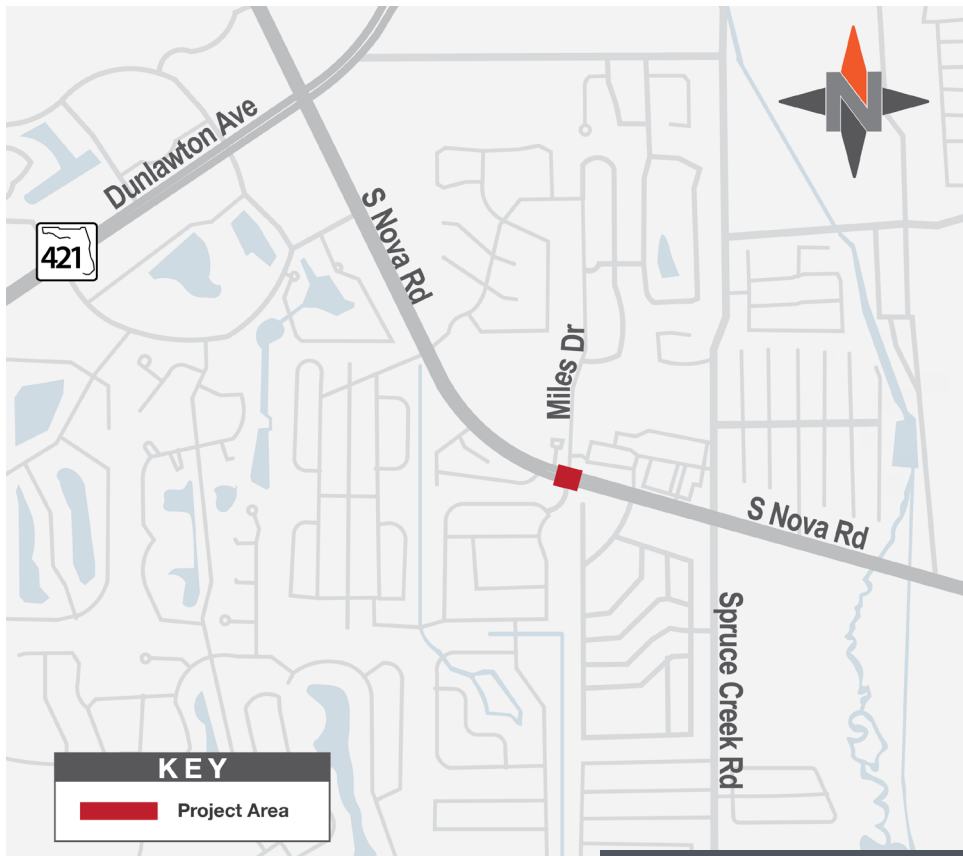 N
Dunlawton Ave
S Nova Rd
421
Miles Dr
S Nova Rd
Spruce Creek Rd
KEY
Project Area